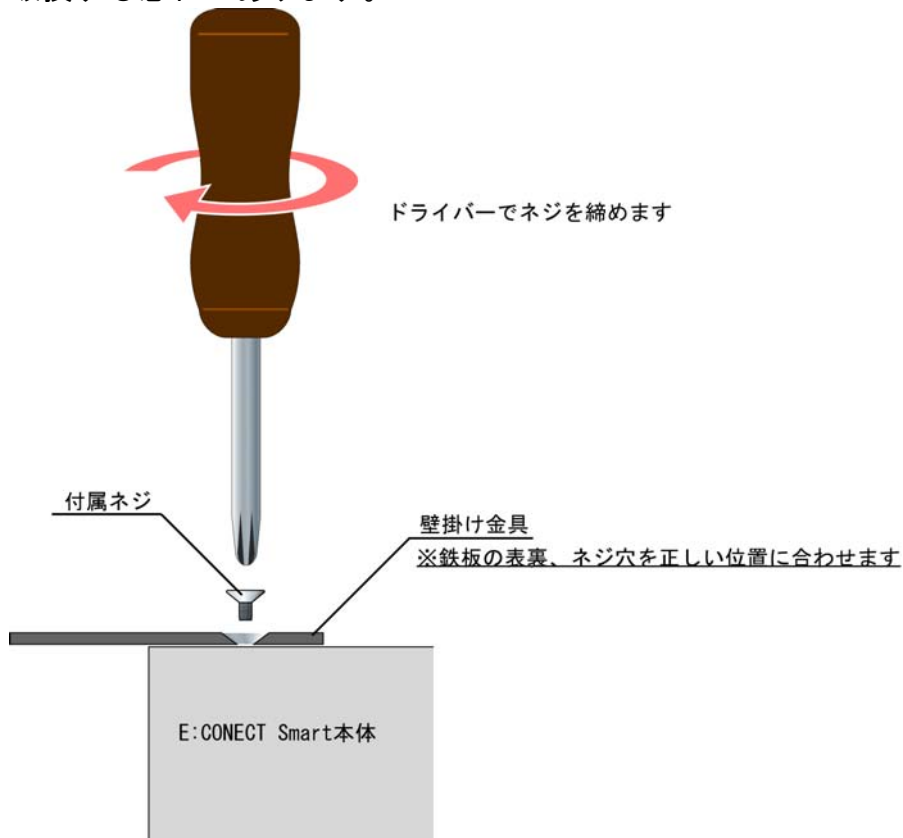 ドライバーでネジを締めます
付属ネジ
壁掛け金具
※鉄板の表裏、ネジ穴を正しい位置に合わせます
E:CONECT Smart本体